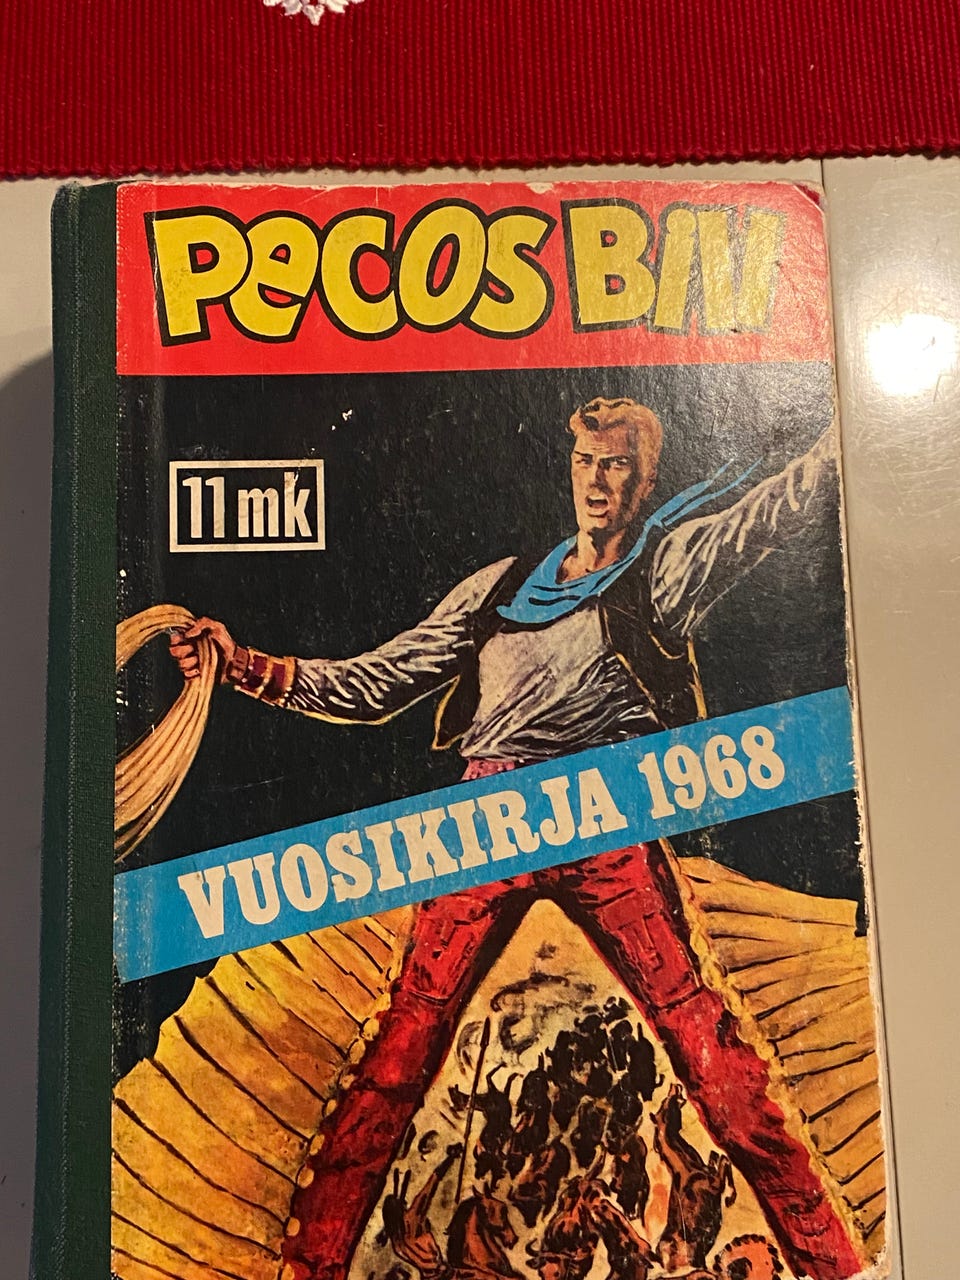 PECOS BILL
11 mk
VUOSIKIRJA 1968